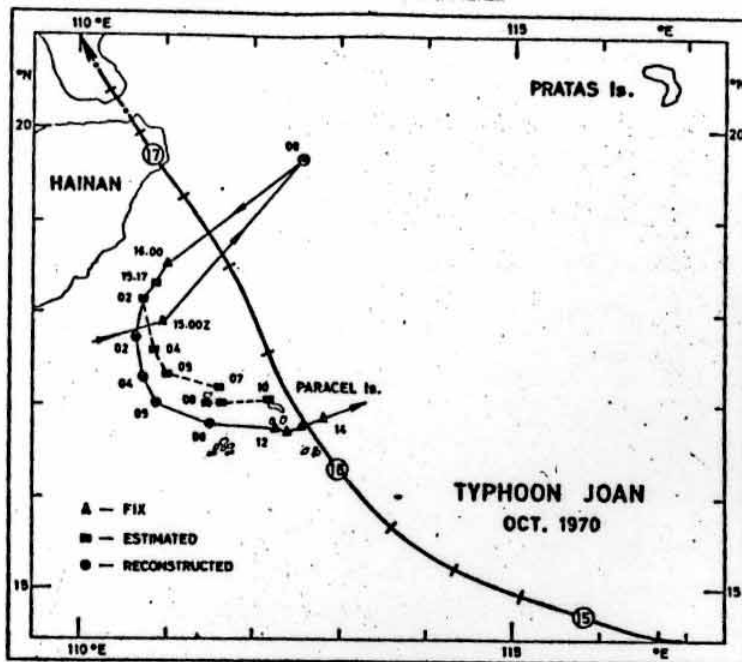 110 °E
115
°E
°N
PRATAS Is.
°N
20
20
17
08
HAINAN
16.00
15.17
02
15.00Z
02
04
04
05
07
10
PARACEL Is.
08
05
14
12
16
TYPHOON JOAN
OCT. 1970
▲ — FIX
■ — ESTIMATED
● — RECONSTRUCTED
15
15
15
110 °E
115
°E